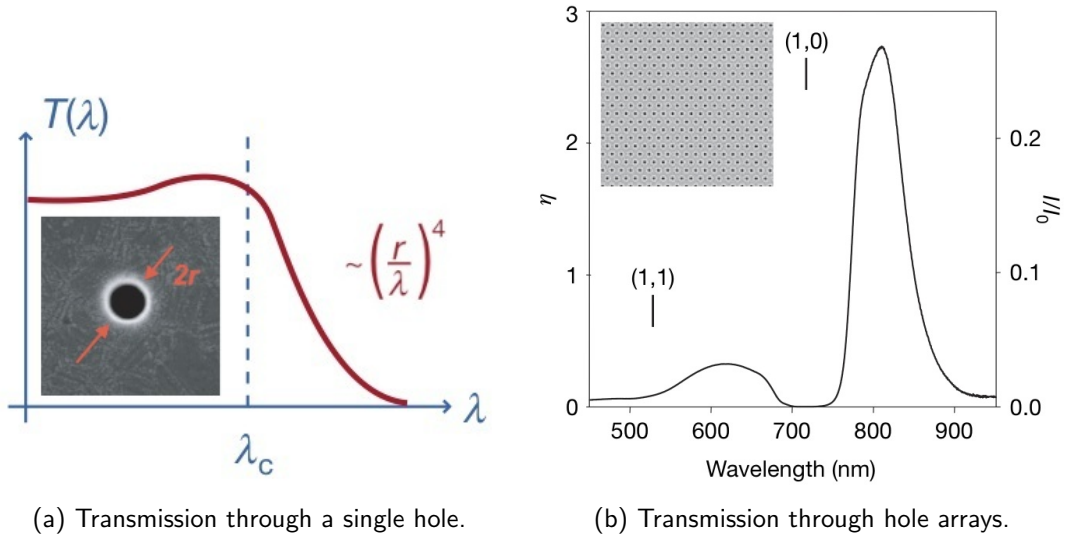 T(λ)
2r
~ (r/λ)^4
λ
λc
(a) Transmission through a single hole.
3
2
1
0
η
(1,0)
(1,1)
0.2
0.1
0.0
I/I0
500 600 700 800 900
Wavelength (nm)
(b) Transmission through hole arrays.